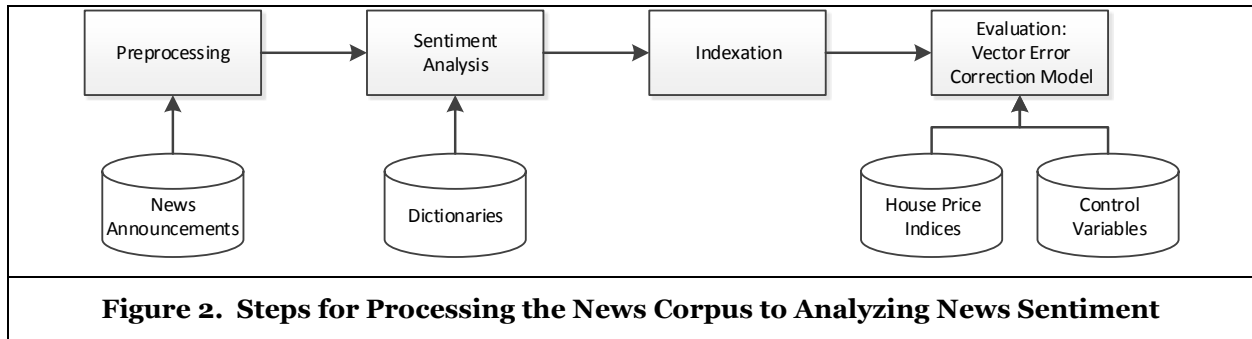 Preprocessing
Sentiment
Analysis
Indexation
Evaluation:
Vector Error
Correction Model
News
Announcements
Dictionaries
House Price
Indices
Control
Variables
Figure 2. Steps for Processing the News Corpus to Analyzing News Sentiment